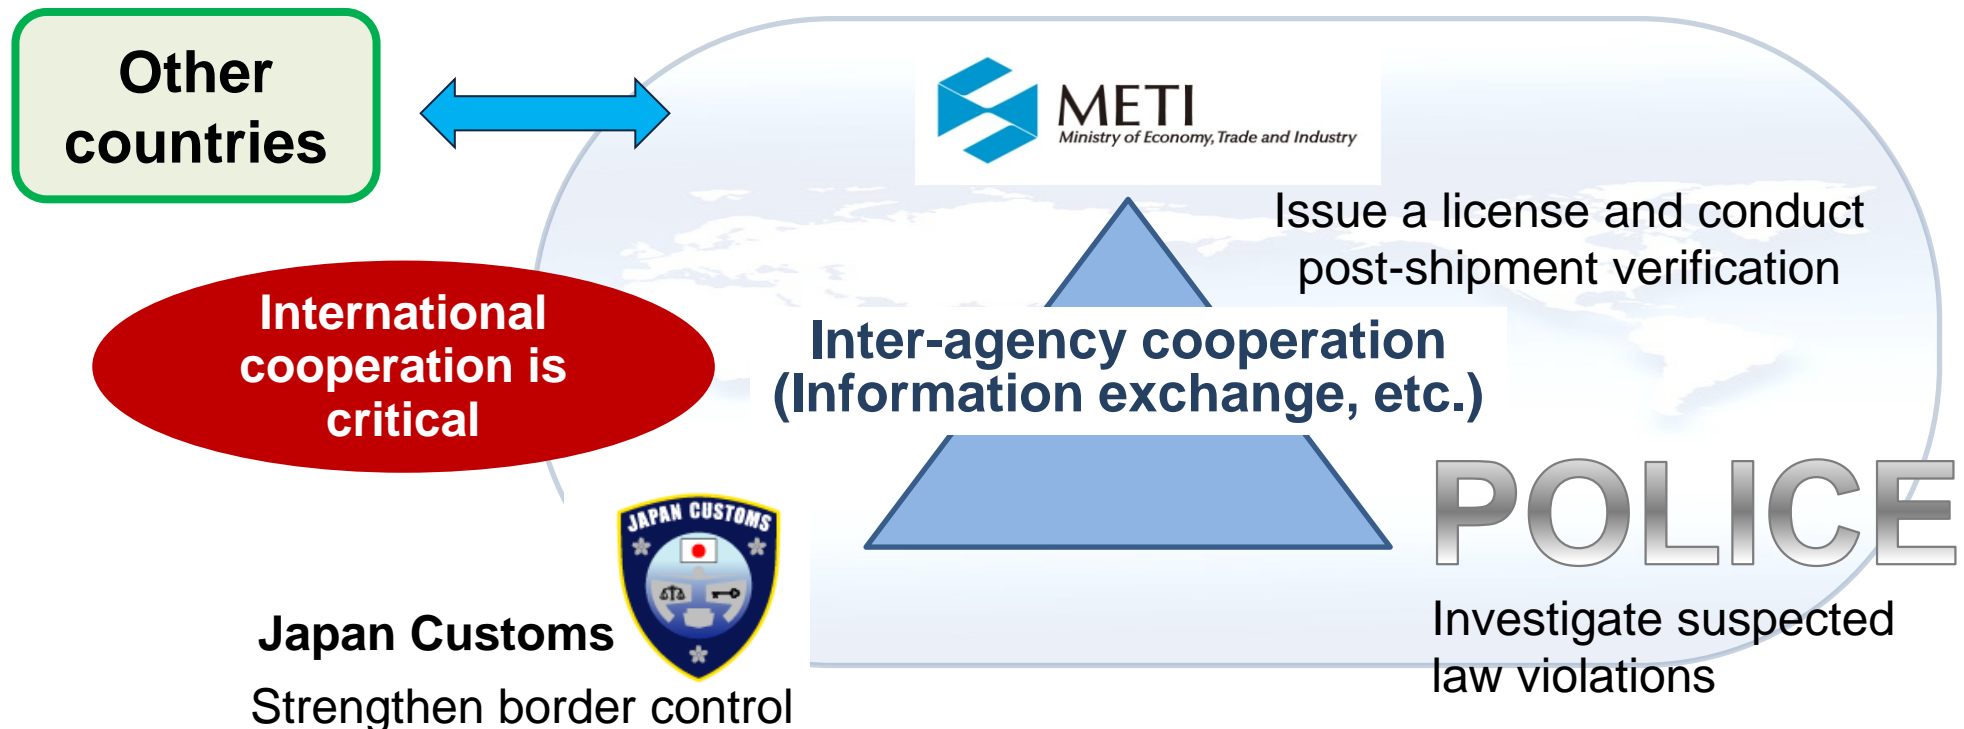 Other
countries
METI
Ministry of Economy, Trade and Industry
Issue a license and conduct
post-shipment verification
International
cooperation is
critical
Inter-agency cooperation
(Information exchange, etc.)
JAPAN CUSTOMS
POLICE
Japan Customs
Strengthen border control
Investigate suspected
law violations